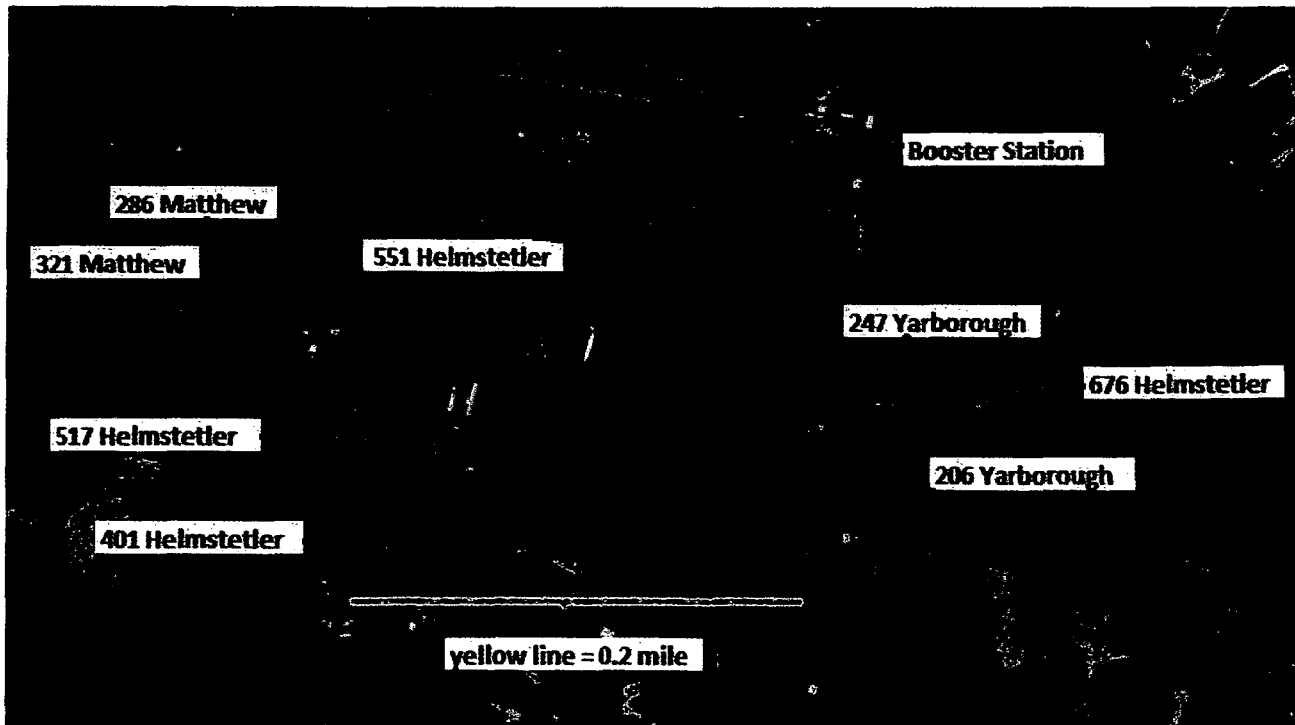 Booster Station
286 Matthew
321 Matthew
551 Helmstetler
247 Yarborough
676 Helmstetler
517 Helmstetler
206 Yarborough
401 Helmstetler
yellow line = 0.2 mile